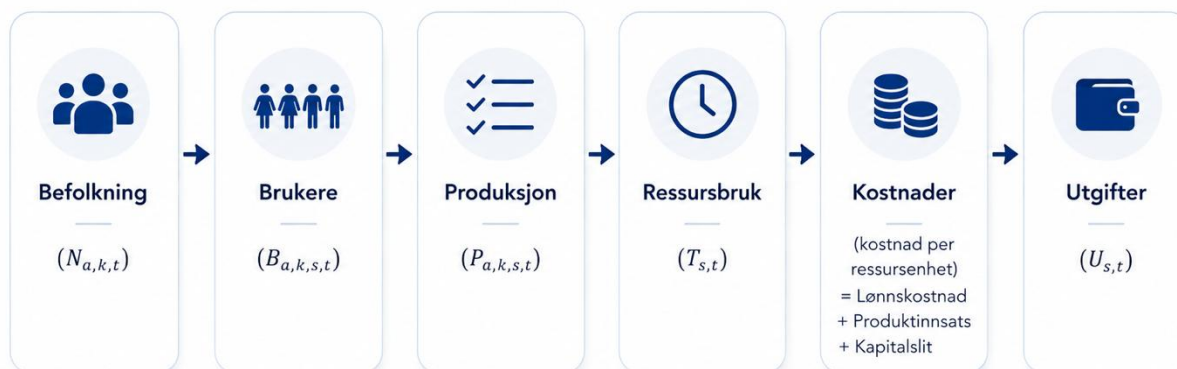 Befolkning
(N_{a,k,t})
Brukere
(B_{a,k,s,t})
Produksjon
(P_{a,k,s,t})
Ressursbruk
(T_{s,t})
Kostnader
(kostnad per
ressursenhet)
= Lønnskostnad
+ Produktinnsats
+ Kapitalslit
Utgifter
(U_{s,t})